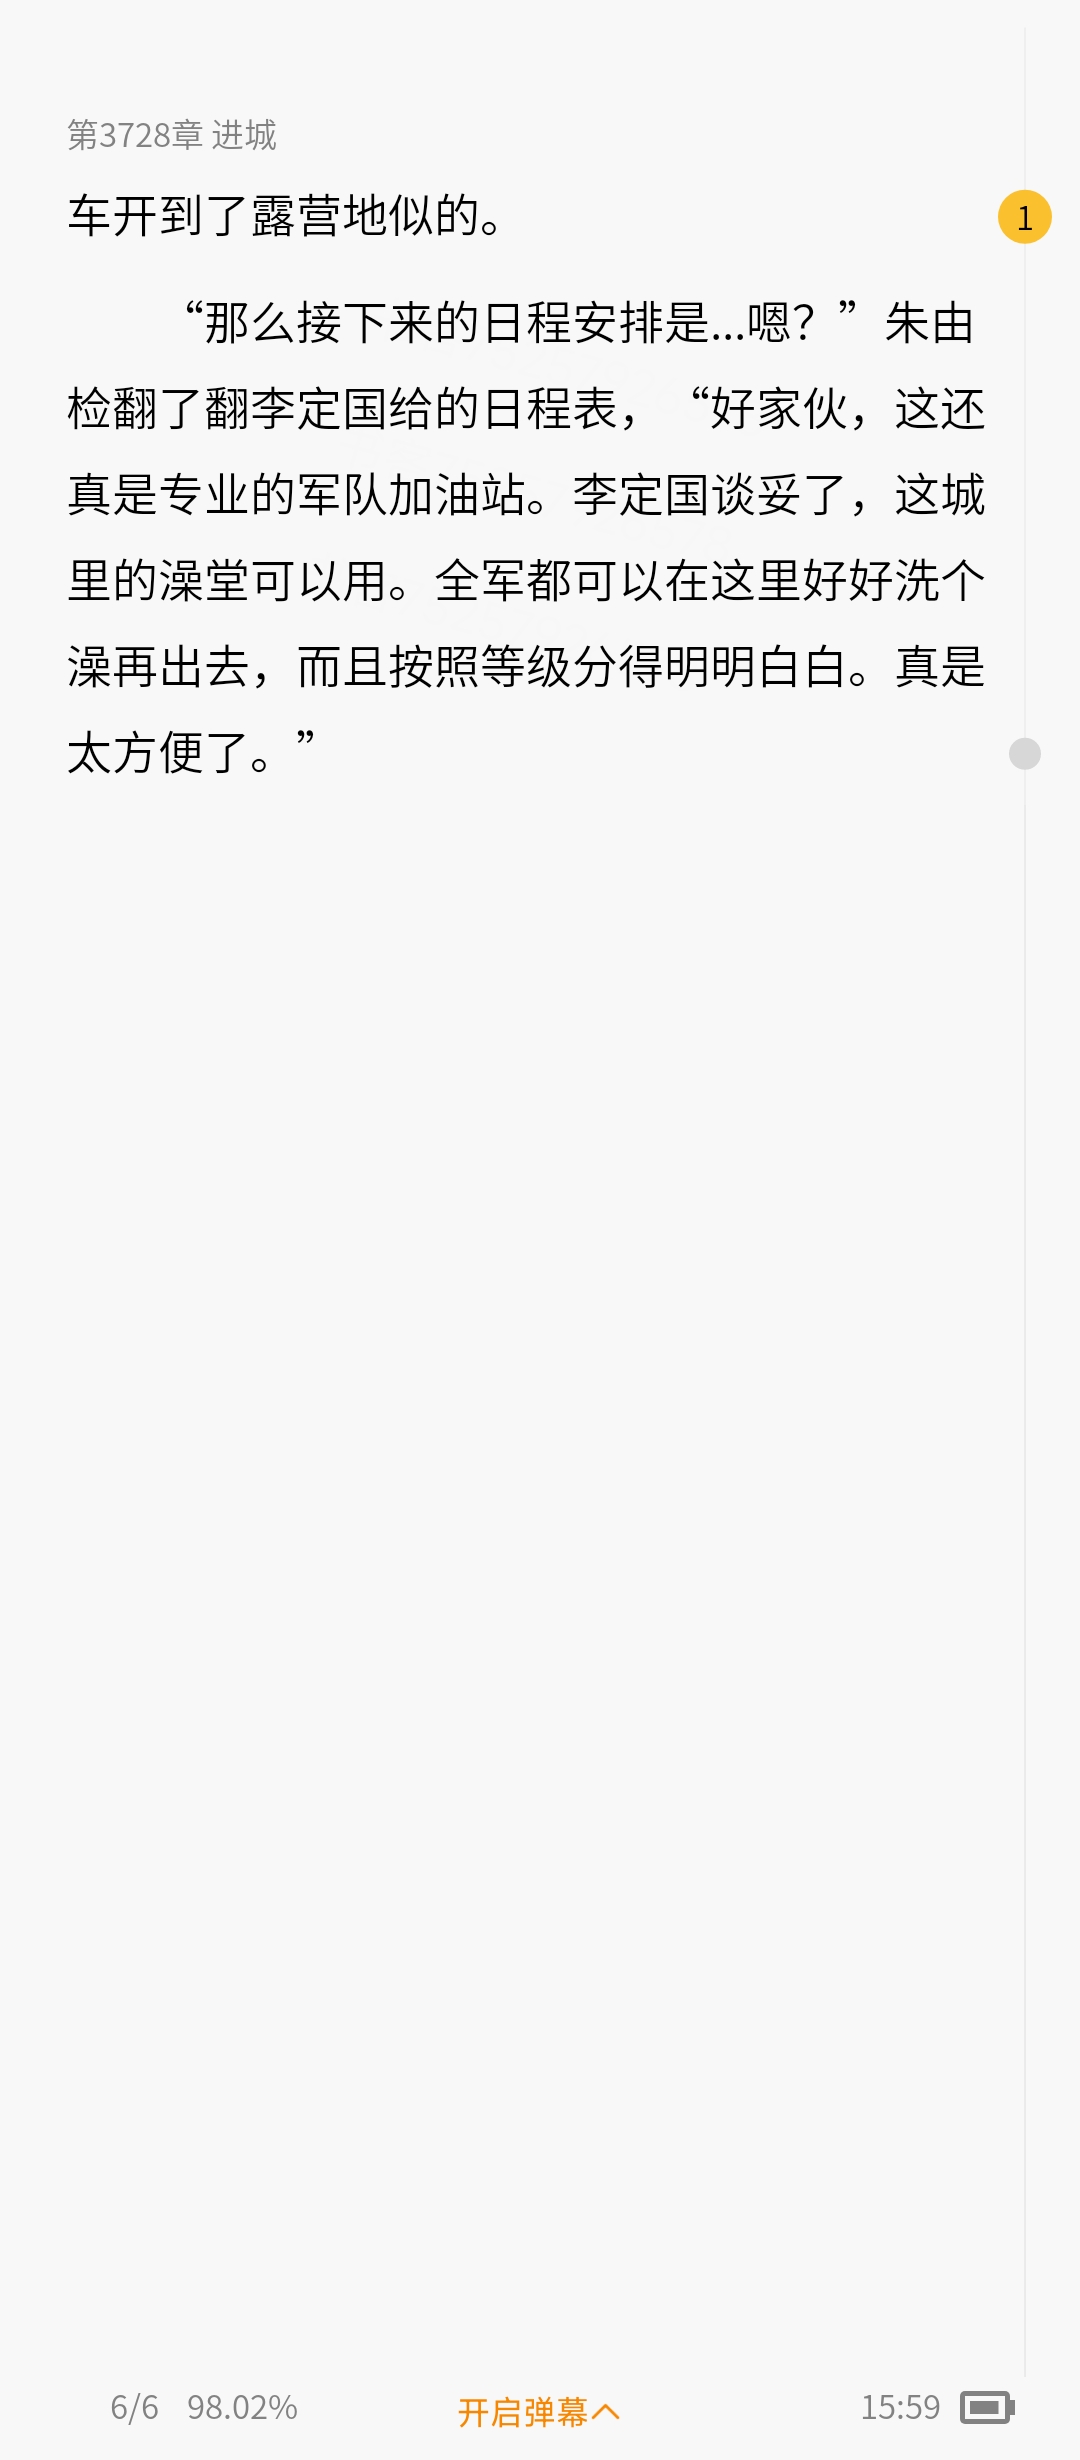 第3728章 进城
车开到了露营地似的。
1
“那么接下来的日程安排是...嗯？”朱由
检翻了翻李定国给的日程表，“好家伙，这还
真是专业的军队加油站。李定国谈妥了，这城
里的澡堂可以用。全军都可以在这里好好洗个
澡再出去，而且按照等级分得明明白白。真是
太方便了。”
6/6 98.02% 开启弹幕 15:59